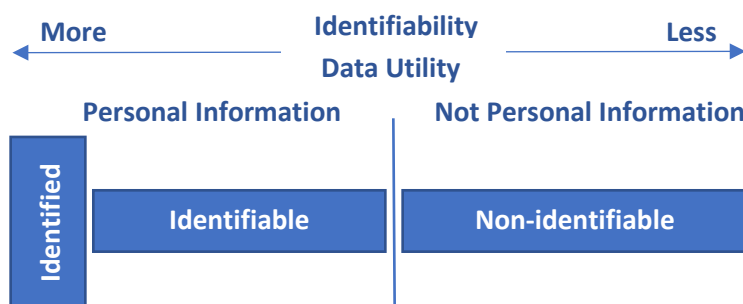 More Identifiability Less
Data Utility
Personal Information Not Personal Information
Identified
Identifiable Non-identifiable